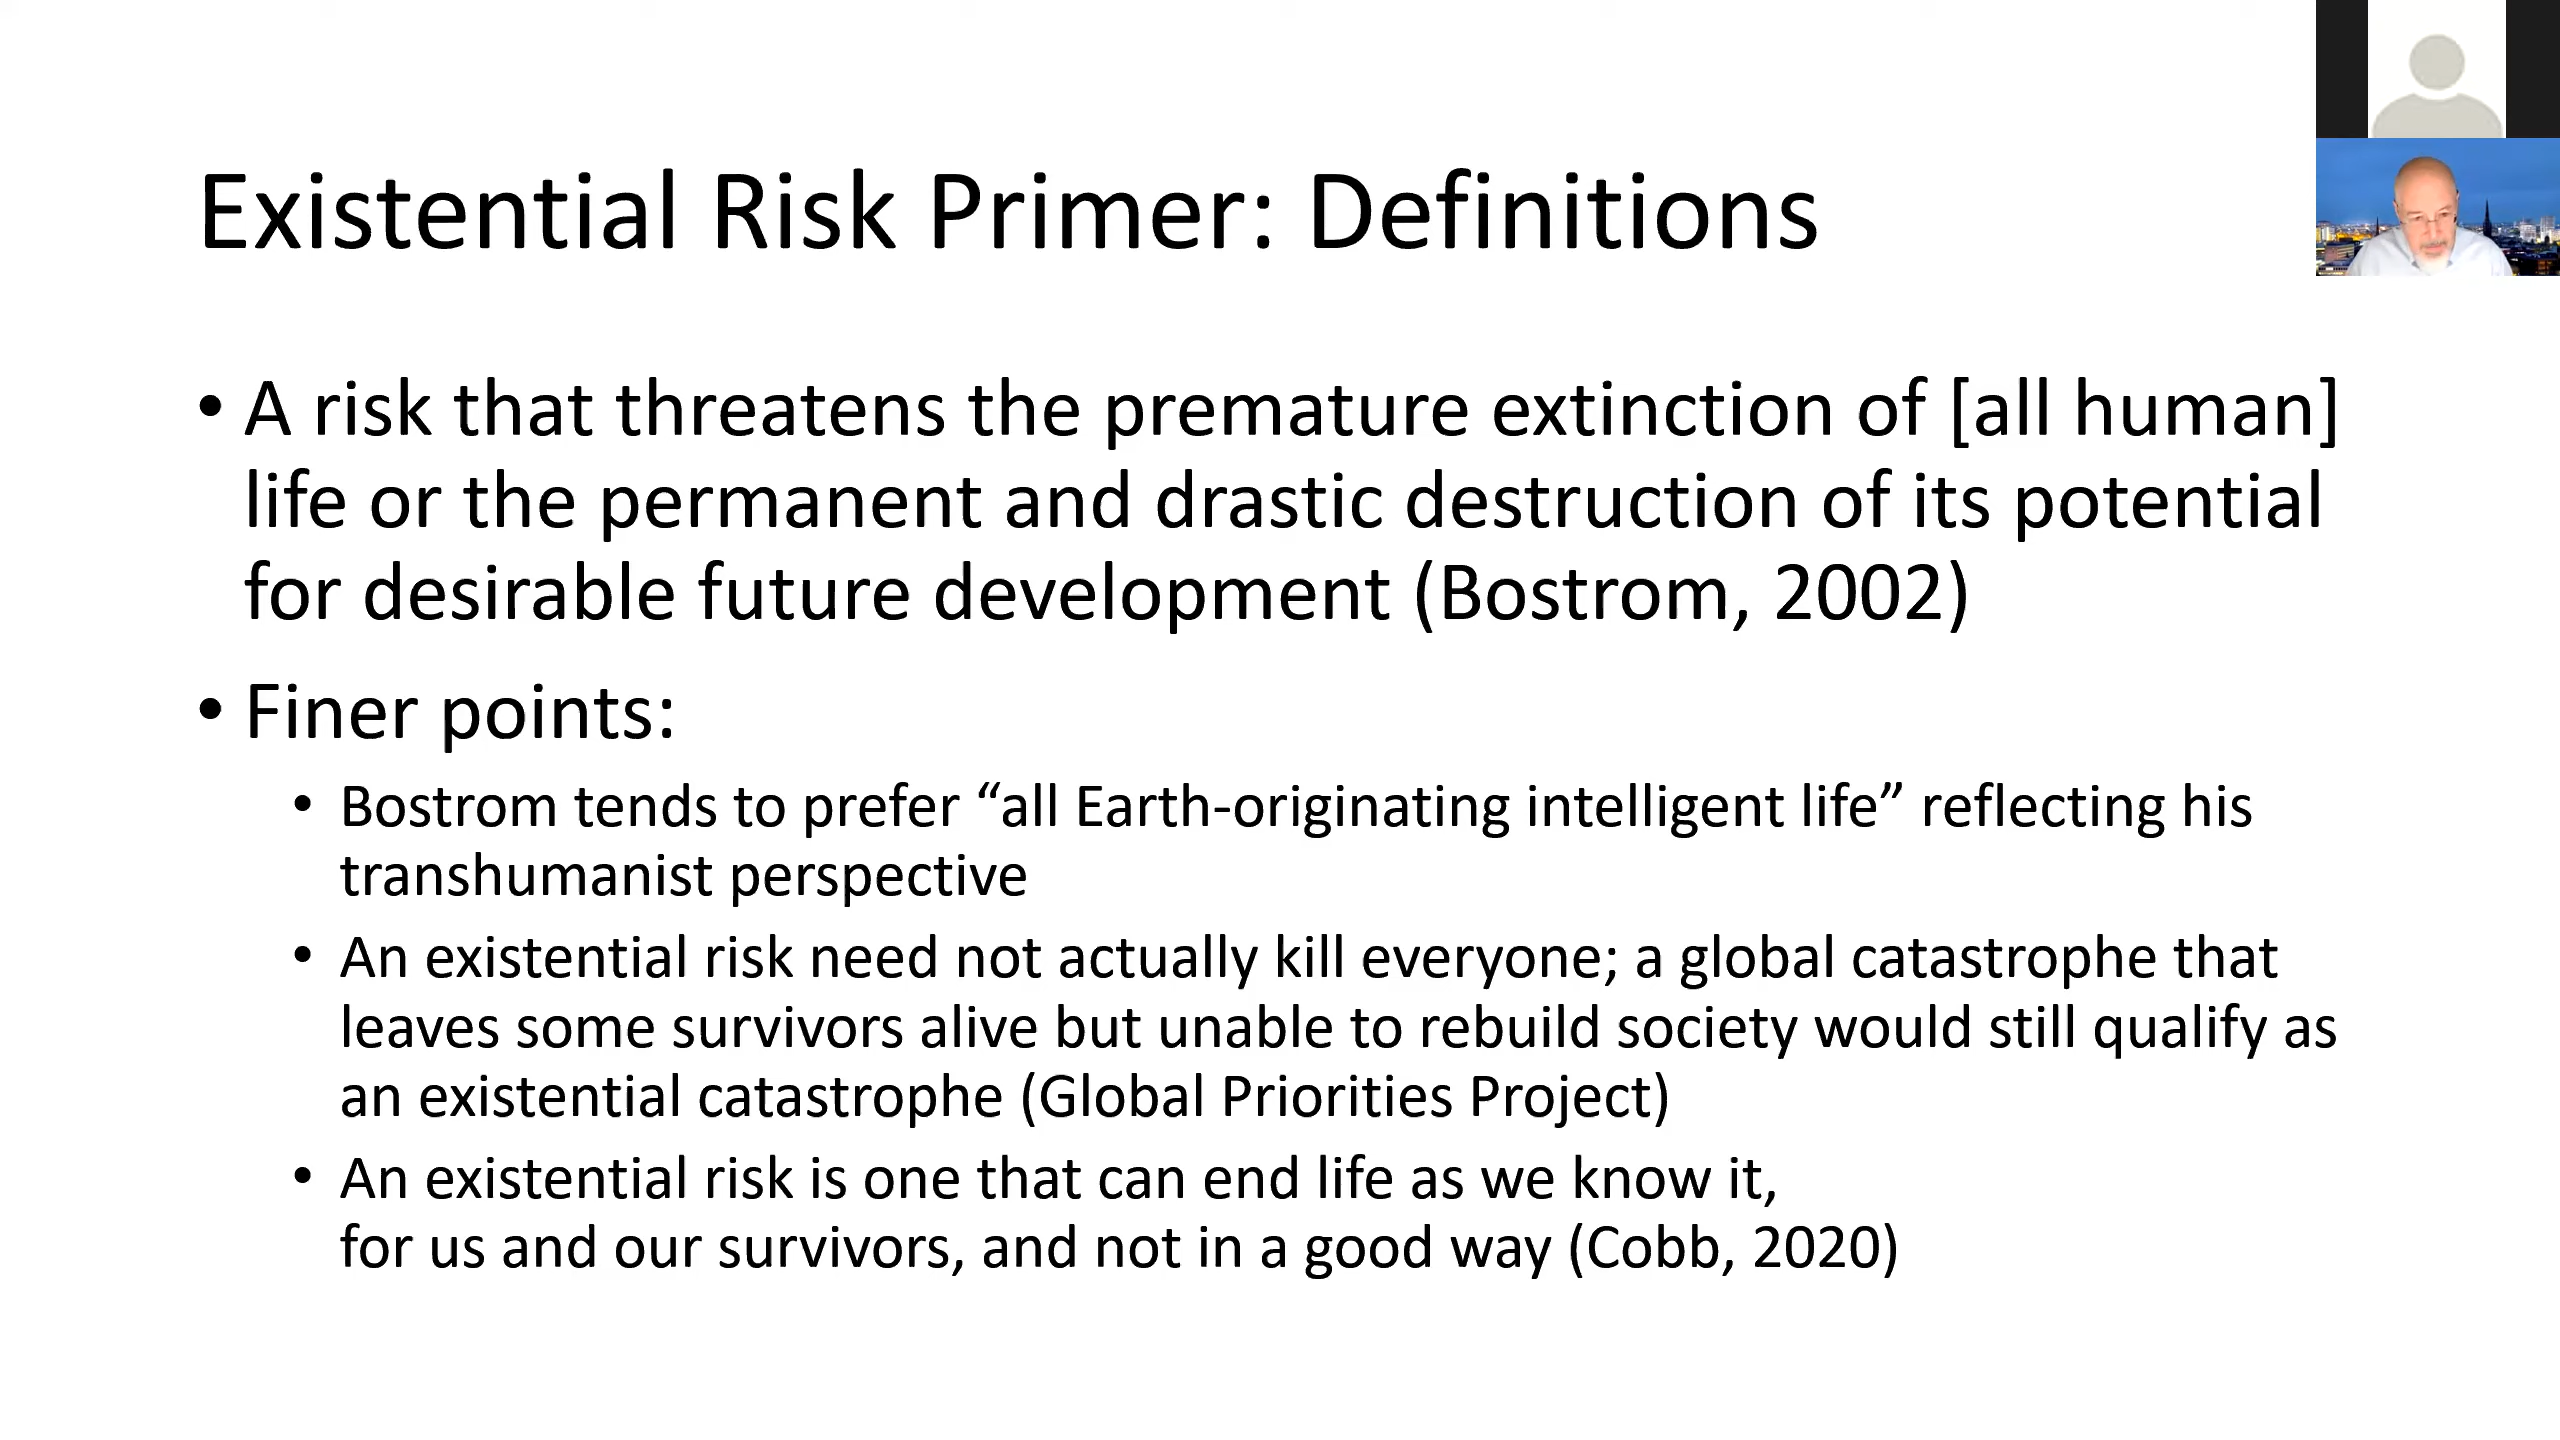 Existential Risk Primer: Definitions
• A risk that threatens the premature extinction of [all human]
life or the permanent and drastic destruction of its potential
for desirable future development (Bostrom, 2002)
• Finer points:
• Bostrom tends to prefer “all Earth-originating intelligent life” reflecting his
transhumanist perspective
• An existential risk need not actually kill everyone; a global catastrophe that
leaves some survivors alive but unable to rebuild society would still qualify as
an existential catastrophe (Global Priorities Project)
• An existential risk is one that can end life as we know it,
for us and our survivors, and not in a good way (Cobb, 2020)